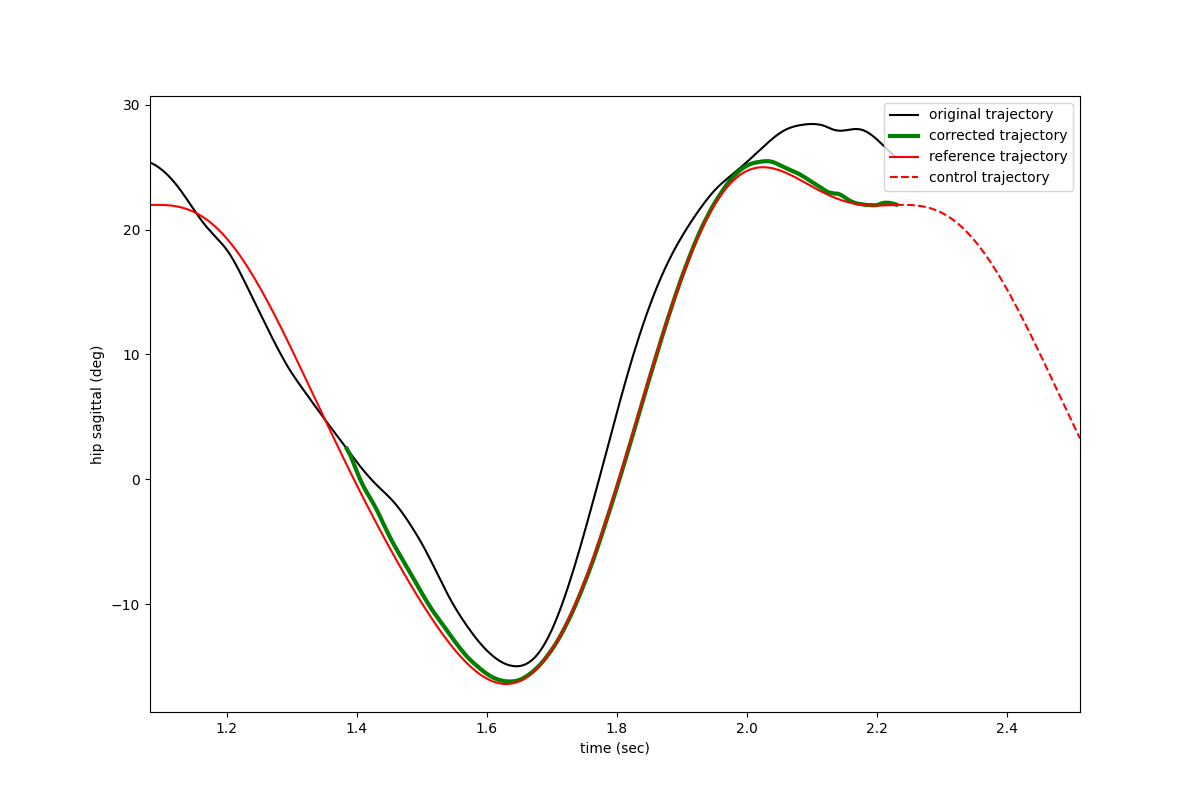 30
20
10
0
−10
hip sagittal (deg)
original trajectory
corrected trajectory
reference trajectory
control trajectory
1.2 1.4 1.6 1.8 2.0 2.2 2.4
time (sec)